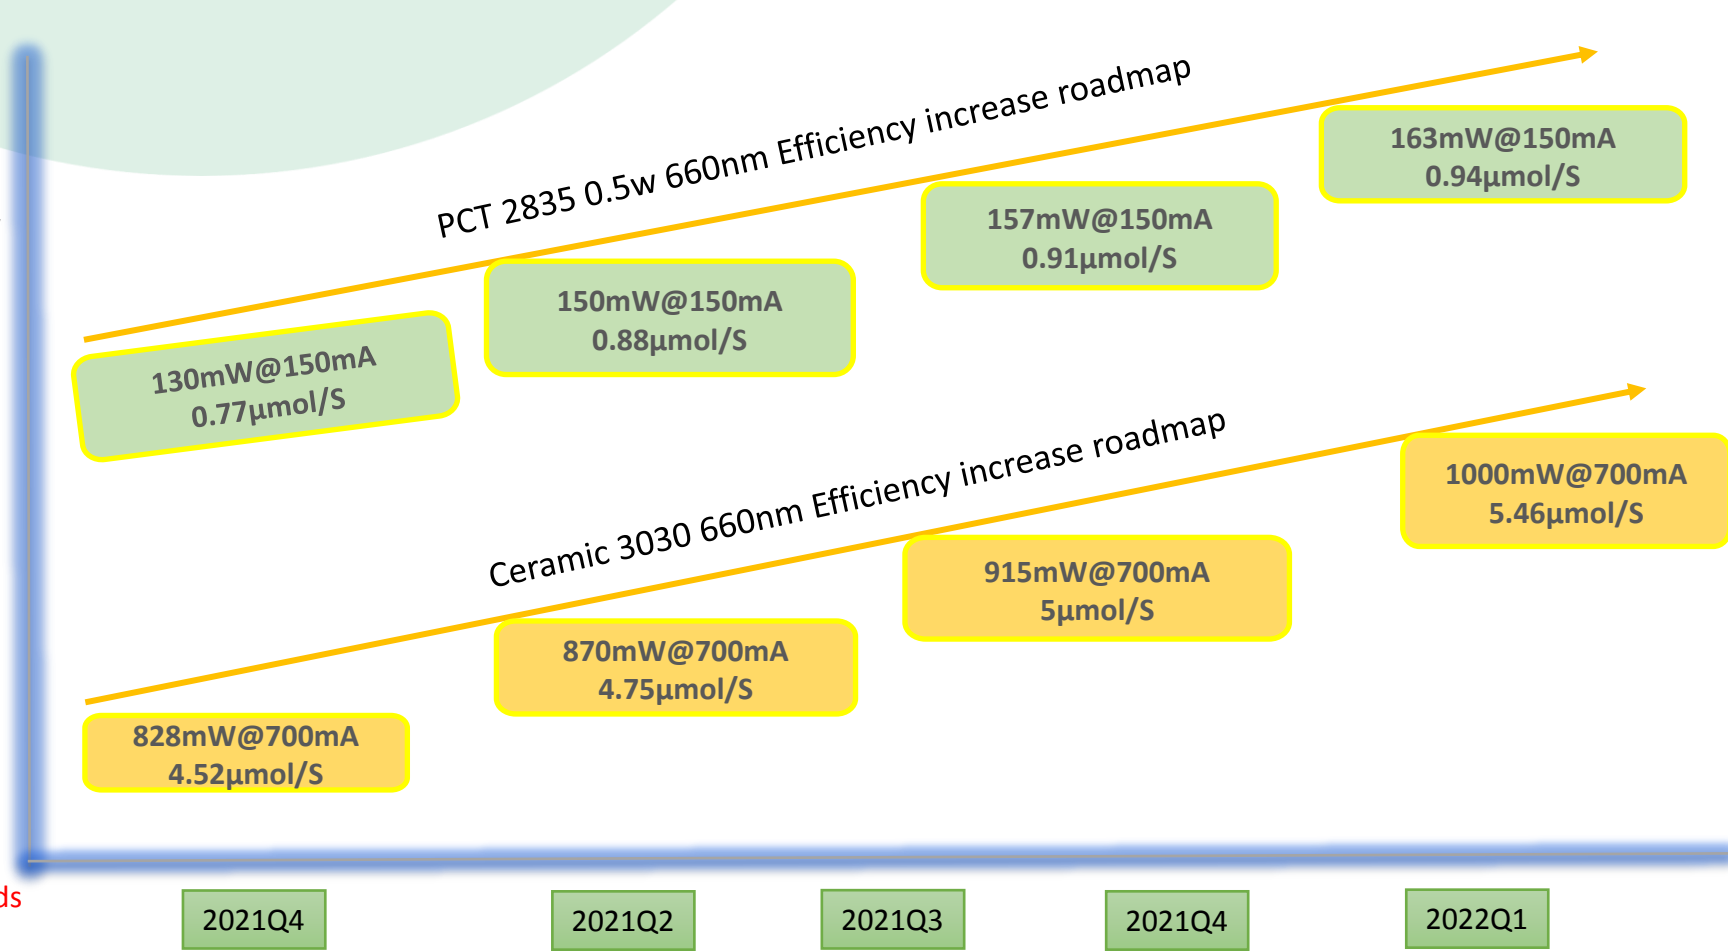 PCT 2835 0.5w 660nm Efficiency increase roadmap
163mW@150mA
0.94μmol/S
157mW@150mA
0.91μmol/S
150mW@150mA
0.88μmol/S
130mW@150mA
0.77μmol/S
Ceramic 3030 660nm Efficiency increase roadmap
1000mW@700mA
5.46μmol/S
915mW@700mA
5μmol/S
870mW@700mA
4.75μmol/S
828mW@700mA
4.52μmol/S
ds
2021Q4
2021Q2
2021Q3
2021Q4
2022Q1